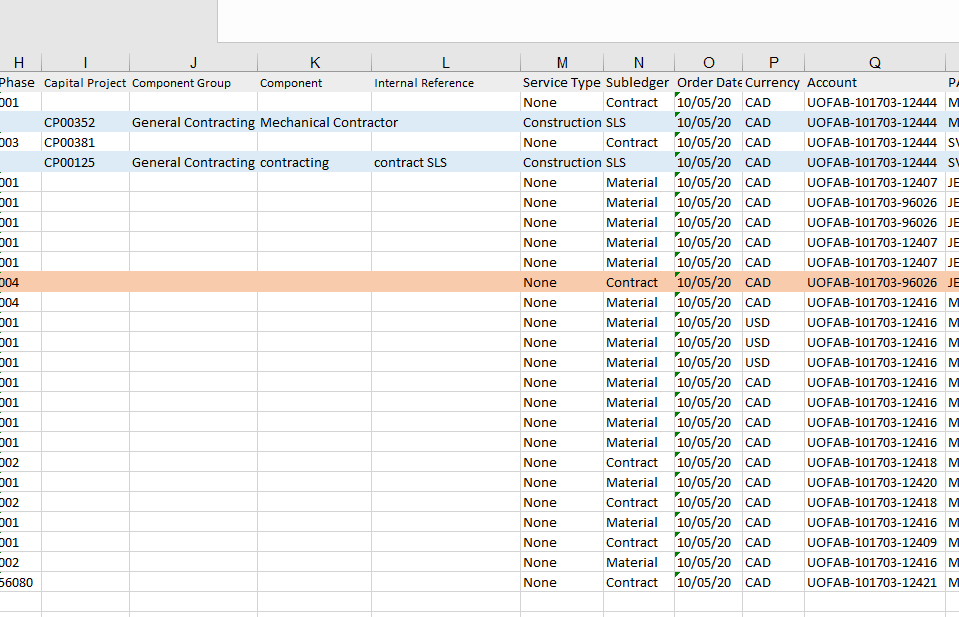 H I J K L M N O P Q
Phase Capital Project Component Group Component Internal Reference Service Type Subledger Order Date Currency Account
001 None Contract 10/05/20 CAD UOFAB-101703-12444 M
CP00352 General Contracting Mechanical Contractor Construction SLS 10/05/20 CAD UOFAB-101703-12444 M
003 CP00381 None Contract 10/05/20 CAD UOFAB-101703-12444 SV
CP00125 General Contracting contracting contract SLS Construction SLS 10/05/20 CAD UOFAB-101703-12444 SV
001 None Material 10/05/20 CAD UOFAB-101703-12407 JE
001 None Material 10/05/20 CAD UOFAB-101703-96026 JE
001 None Material 10/05/20 CAD UOFAB-101703-96026 JE
001 None Material 10/05/20 CAD UOFAB-101703-12407 JE
001 None Material 10/05/20 CAD UOFAB-101703-12407 JE
004 None Contract 10/05/20 CAD UOFAB-101703-96026 JE
004 None Material 10/05/20 CAD UOFAB-101703-12416 M
001 None Material 10/05/20 USD UOFAB-101703-12416 M
001 None Material 10/05/20 USD UOFAB-101703-12416 M
001 None Material 10/05/20 USD UOFAB-101703-12416 M
001 None Material 10/05/20 CAD UOFAB-101703-12416 M
001 None Material 10/05/20 CAD UOFAB-101703-12416 M
001 None Material 10/05/20 CAD UOFAB-101703-12416 M
001 None Material 10/05/20 CAD UOFAB-101703-12416 M
002 None Contract 10/05/20 CAD UOFAB-101703-12418 M
001 None Material 10/05/20 CAD UOFAB-101703-12420 M
002 None Contract 10/05/20 CAD UOFAB-101703-12418 M
001 None Material 10/05/20 CAD UOFAB-101703-12416 M
001 None Contract 10/05/20 CAD UOFAB-101703-12409 M
002 None Material 10/05/20 CAD UOFAB-101703-12416 M
56080 None Contract 10/05/20 CAD UOFAB-101703-12421 M